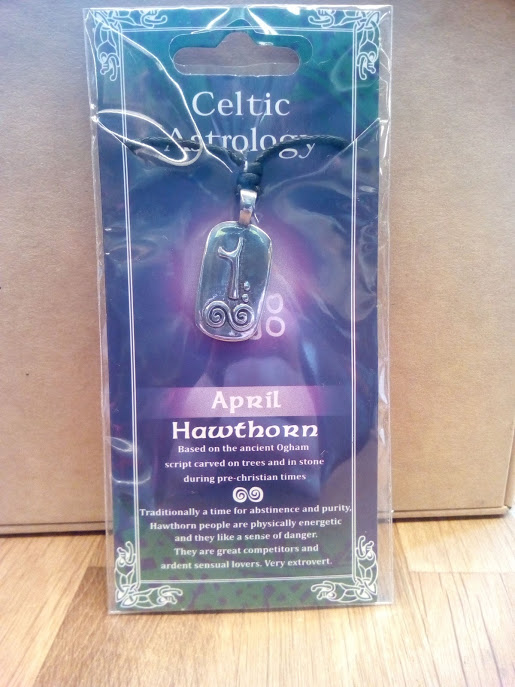 Celtic
Astrology
April
Hawthorn
Based on the ancient Ogham
script carved on trees and in stone
during pre-christian times
Traditionally a time for abstinence and purity,
Hawthorn people are physically energetic
and they like a sense of danger.
They are great competitors and
ardent sensual lovers. Very extrovert.